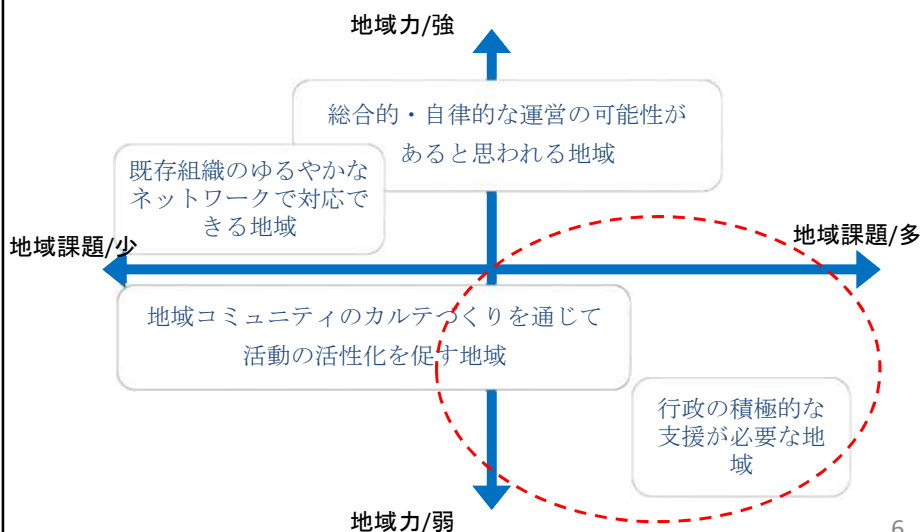 地域力/強
総合的・自律的な運営の可能性が
あると思われる地域
既存組織のゆるやかな
ネットワークで対応で
きる地域
地域課題/少
地域課題/多
地域コミュニティのカルテづくりを通じて
活動の活性化を促す地域
行政の積極的な
支援が必要な地
域
地域力/弱
6